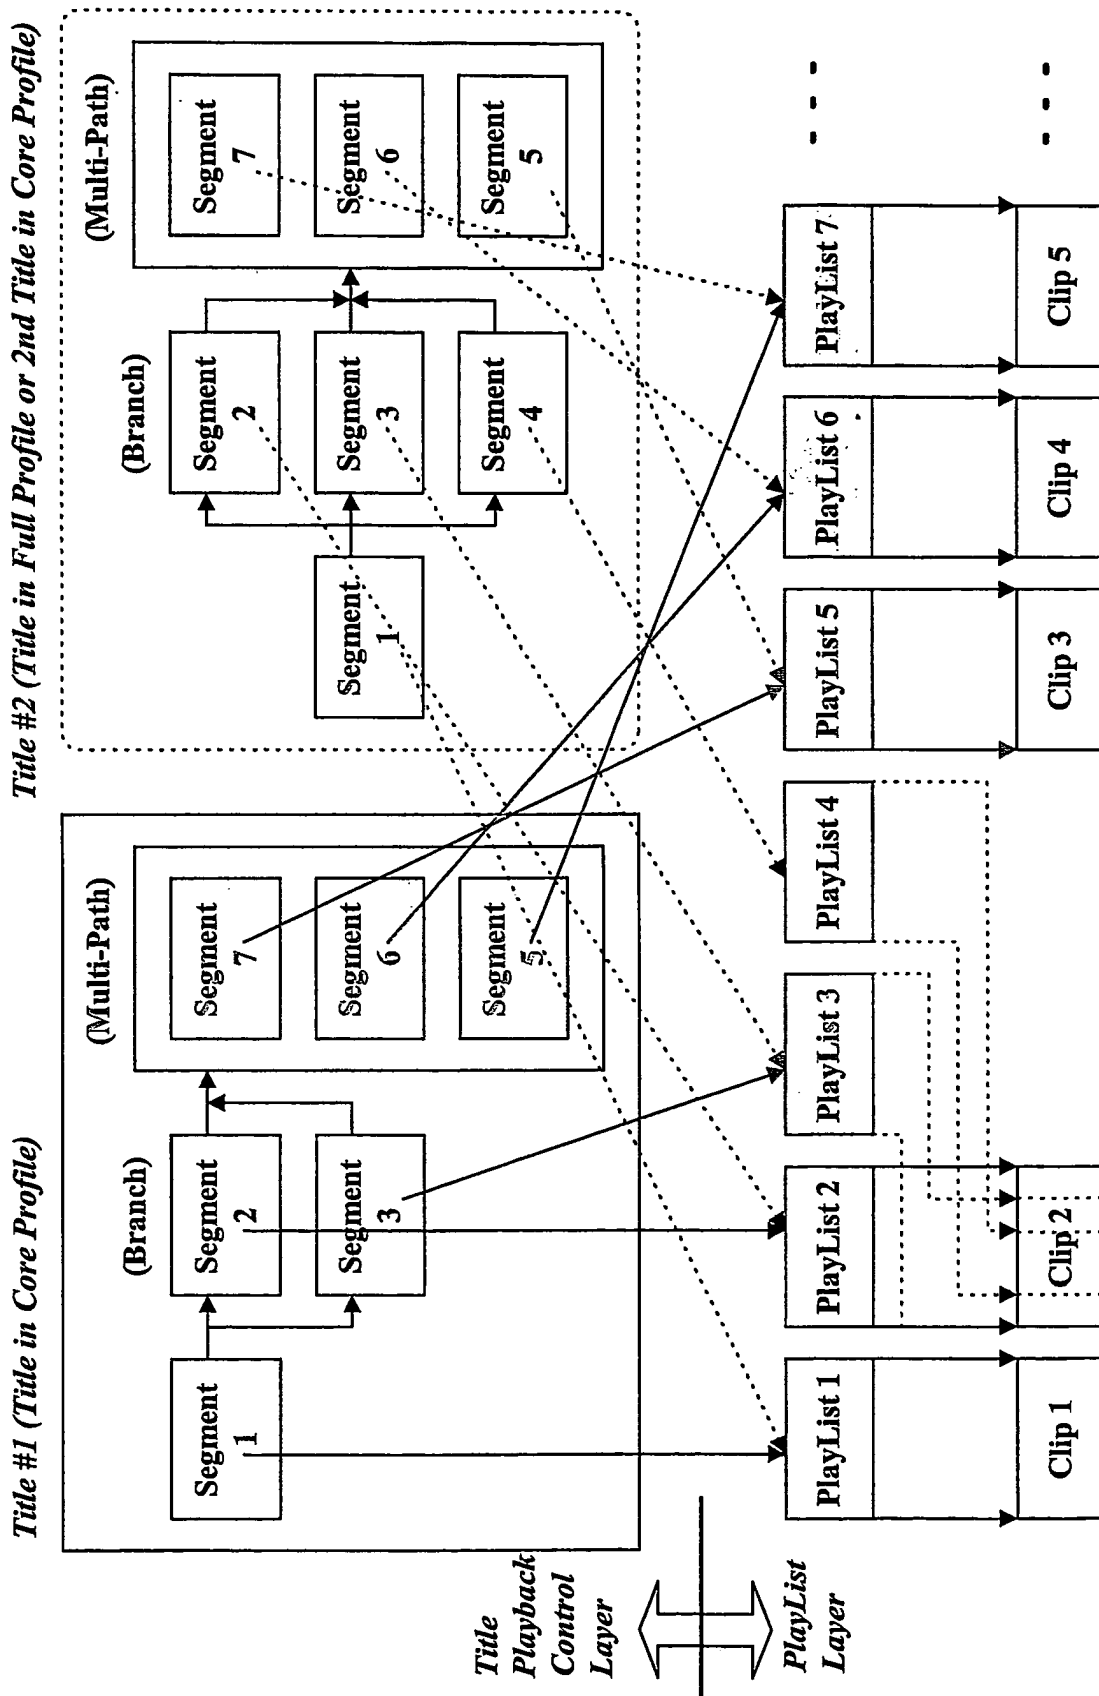 Title #1 (Title in Core Profile)
(Branch)
(Multi-Path)
Segment
1
Segment
2
Segment
3
Segment
7
Segment
6
Segment
5
Title #2 (Title in Full Profile or 2nd Title in Core Profile)
(Branch)
(Multi-Path)
Segment
1
Segment
2
Segment
3
Segment
4
Segment
7
Segment
6
Segment
5
Title
Playback
Control
Layer
PlayList
Layer
PlayList 1
PlayList 2
PlayList 3
PlayList 4
PlayList 5
PlayList 6
PlayList 7
Clip 1
Clip 2
Clip 3
Clip 4
Clip 5